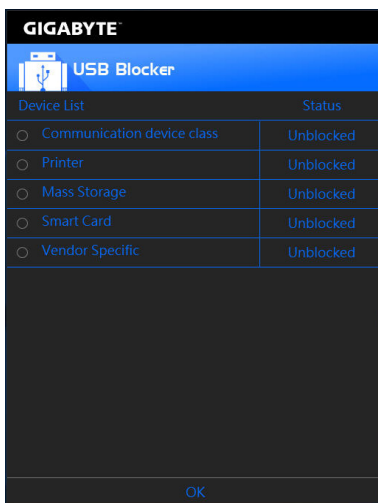 GIGABYTE™
USB Blocker
Device List Status
Communication device class Unblocked
Printer Unblocked
Mass Storage Unblocked
Smart Card Unblocked
Vendor Specific Unblocked
OK